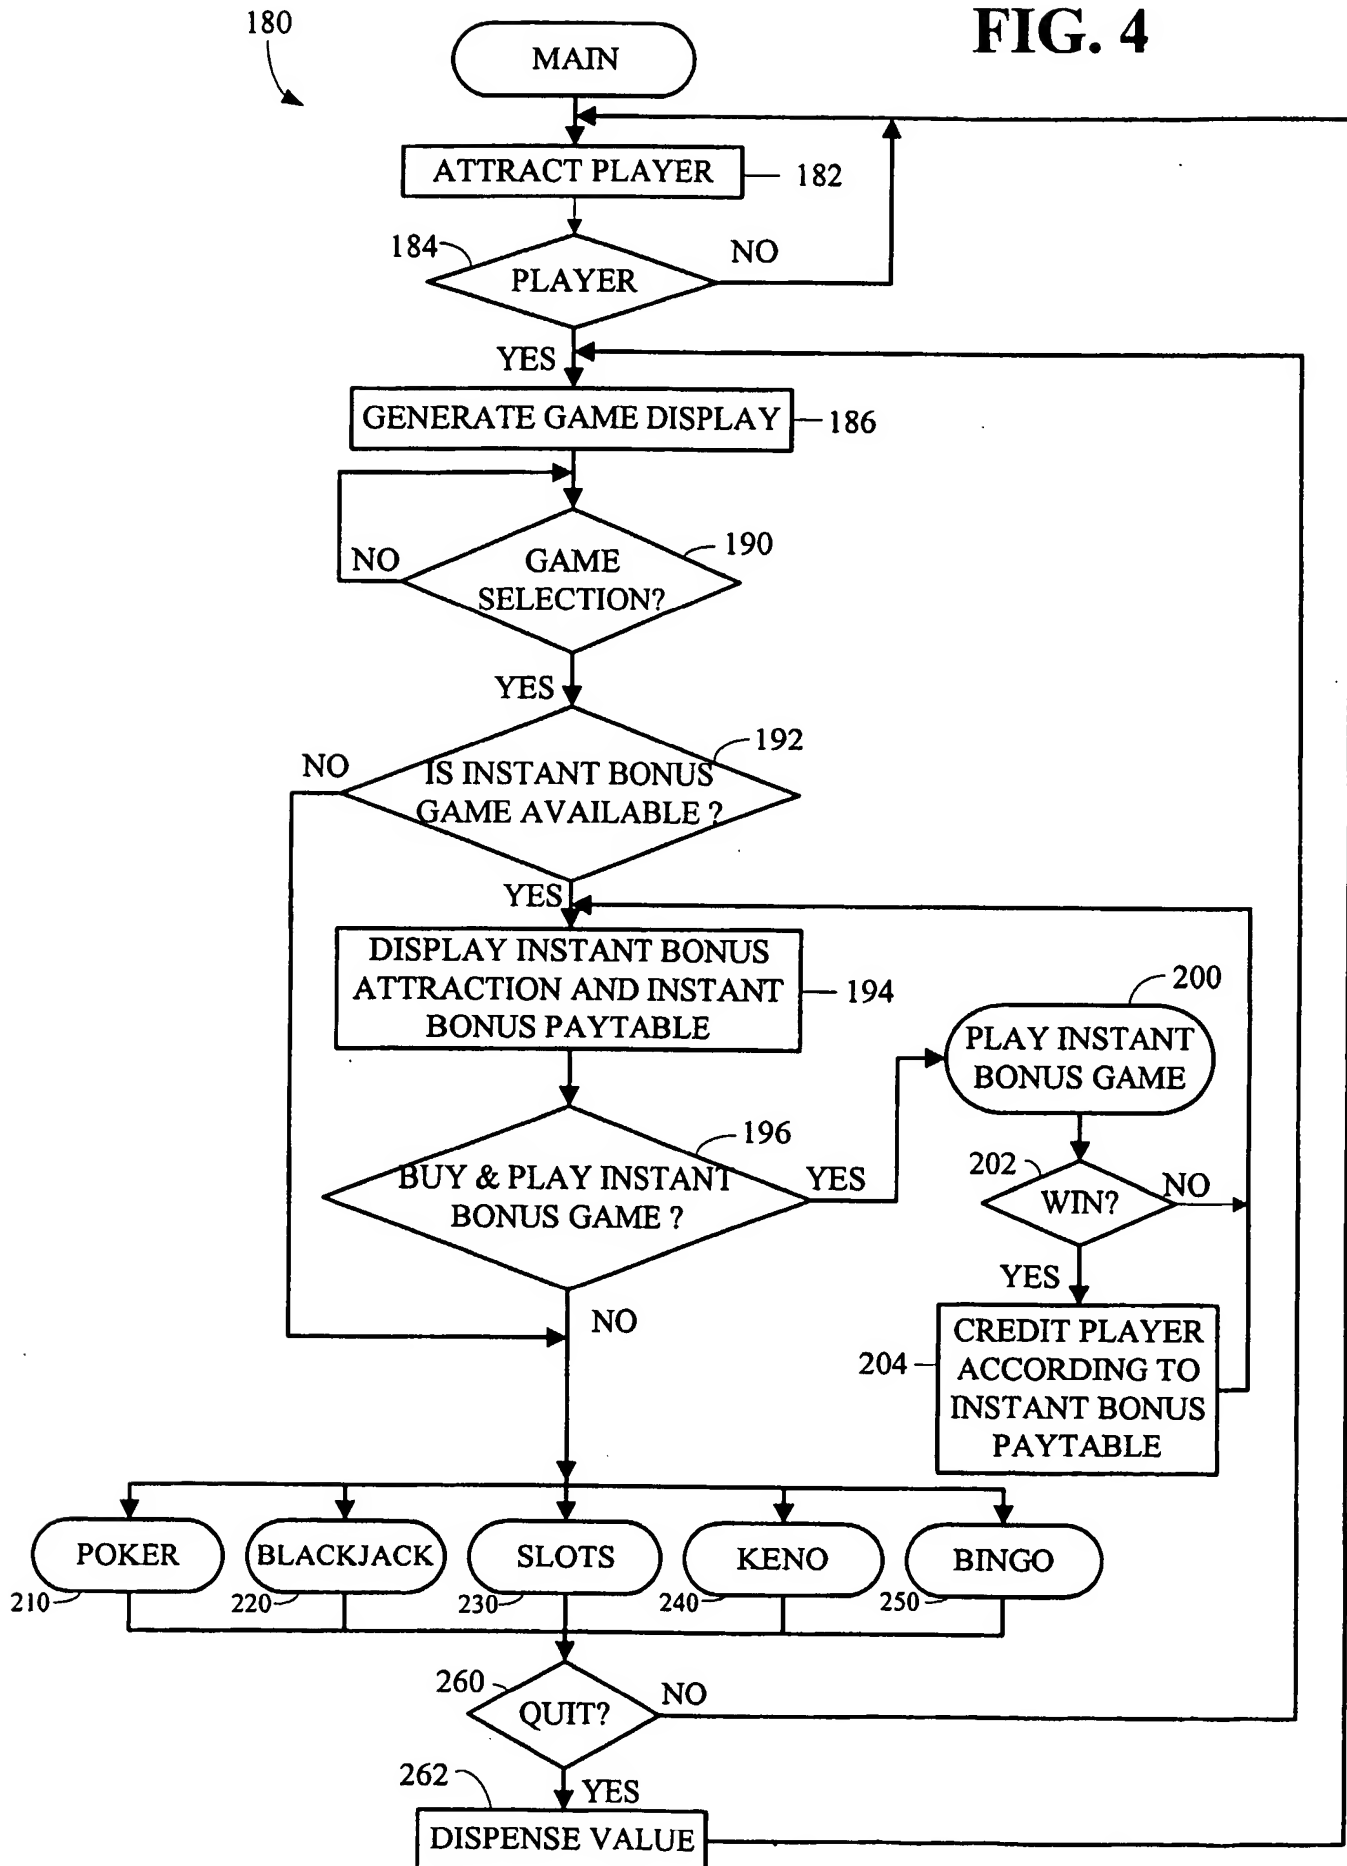 FIG. 4
180
MAIN
ATTRACT PLAYER
182
184
PLAYER
NO
YES
GENERATE GAME DISPLAY
186
NO
GAME
SELECTION?
190
YES
192
NO
IS INSTANT BONUS
GAME AVAILABLE ?
YES
DISPLAY INSTANT BONUS
ATTRACTION AND INSTANT
BONUS PAYTABLE
194
200
PLAY INSTANT
BONUS GAME
196
BUY & PLAY INSTANT
BONUS GAME ?
YES
202
WIN?
NO
YES
NO
204
CREDIT PLAYER
ACCORDING TO
INSTANT BONUS
PAYTABLE
POKER
BLACKJACK
SLOTS
KENO
BINGO
210
220
230
240
250
260
QUIT?
NO
262
YES
DISPENSE VALUE